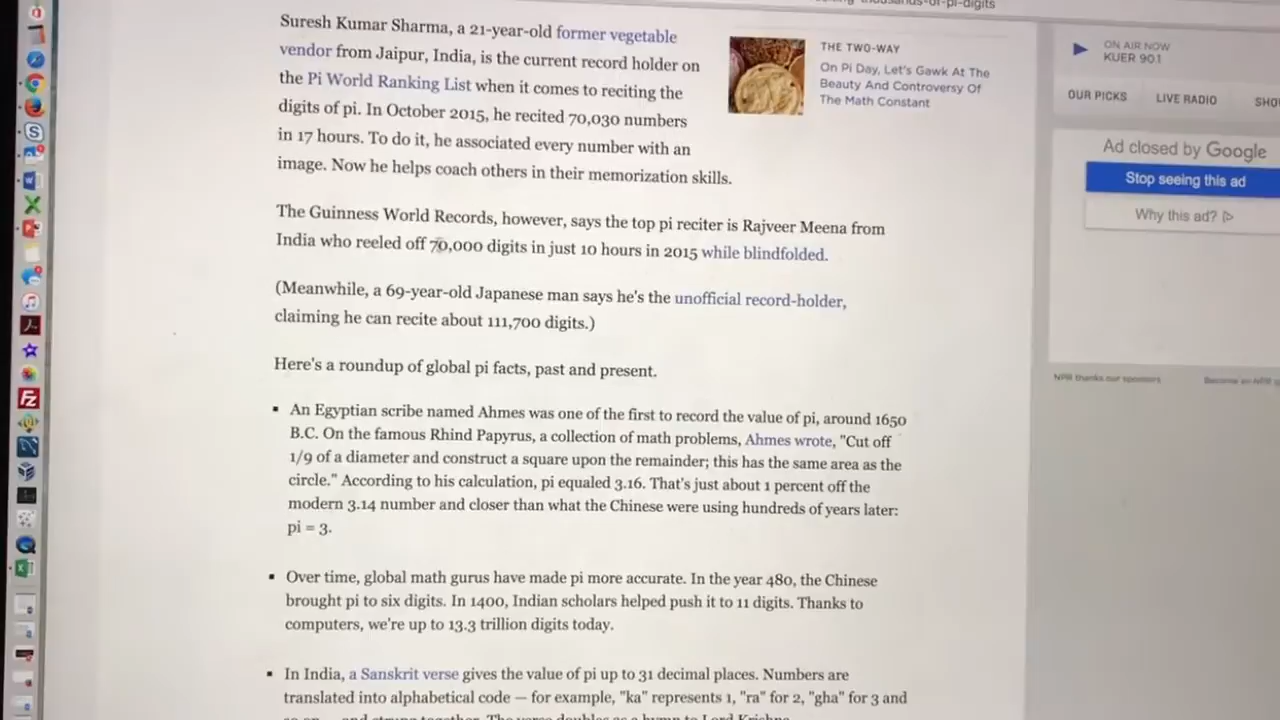 thousands-of-pi-digits
Suresh Kumar Sharma, a 21-year-old former vegetable
vendor from Jaipur, India, is the current record holder on
the Pi World Ranking List when it comes to reciting the
digits of pi. In October 2015, he recited 70,030 numbers
in 17 hours. To do it, he associated every number with an
image. Now he helps coach others in their memorization skills.
THE TWO-WAY
On Pi Day, Let's Gawk At The
Beauty And Controversy Of
The Math Constant
The Guinness World Records, however, says the top pi reciter is Rajveer Meena from
India who reeled off 70,000 digits in just 10 hours in 2015 while blindfolded.
(Meanwhile, a 69-year-old Japanese man says he's the unofficial record-holder,
claiming he can recite about 111,700 digits.)
Here's a roundup of global pi facts, past and present.
▪ An Egyptian scribe named Ahmes was one of the first to record the value of pi, around 1650
B.C. On the famous Rhind Papyrus, a collection of math problems, Ahmes wrote, "Cut off
1/9 of a diameter and construct a square upon the remainder; this has the same area as the
circle." According to his calculation, pi equaled 3.16. That's just about 1 percent off the
modern 3.14 number and closer than what the Chinese were using hundreds of years later:
pi = 3.
▪ Over time, global math gurus have made pi more accurate. In the year 480, the Chinese
brought pi to six digits. In 1400, Indian scholars helped push it to 11 digits. Thanks to
computers, we're up to 13.3 trillion digits today.
▪ In India, a Sanskrit verse gives the value of pi up to 31 decimal places. Numbers are
translated into alphabetical code — for example, "ka" represents 1, "ra" for 2, "gha" for 3 and
ON AIR NOW
KUER 90.1
OUR PICKS LIVE RADIO SHO
Ad closed by Google
Stop seeing this ad
Why this ad?
NPR thanks our sponsors
Become an NPR